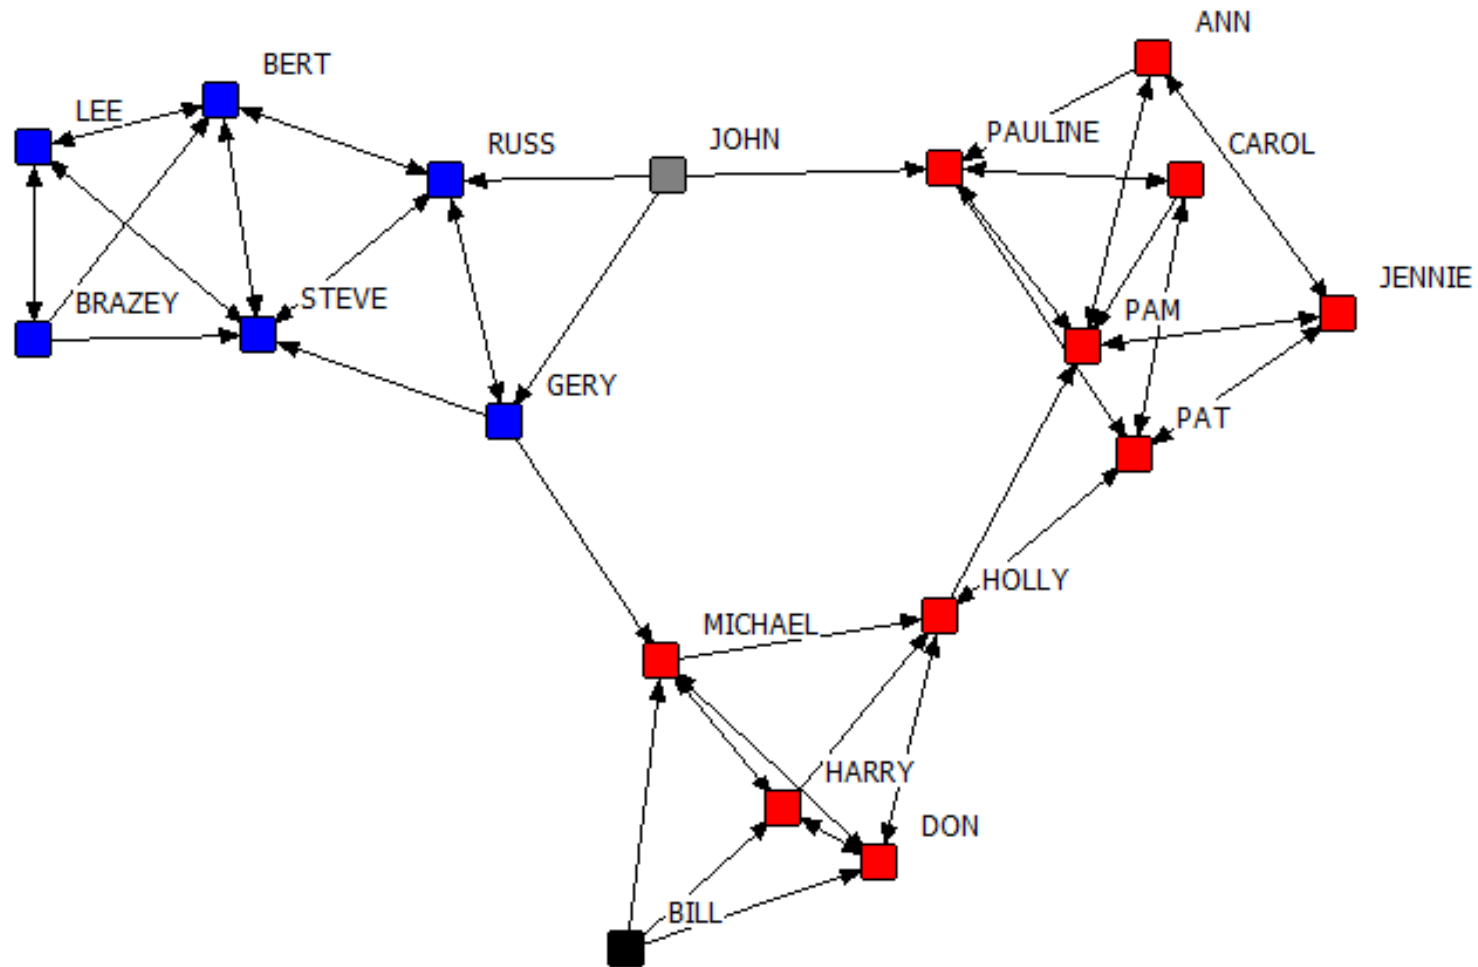 ANN
BERT
LEE
PAULINE
CAROL
RUSS
JOHN
JENNIE
BRAZEY
STEVE
PAM
GERY
PAT
HOLLY
MICHAEL
HARRY
DON
BILL